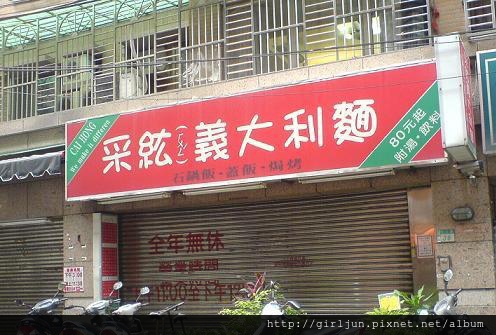 CAI HONG
We make it different
采紘義大利麵
80元起
附湯·飲料
石鍋飯·蓋飯·焗烤
全年無休
http://girljun.pixnet.net/album